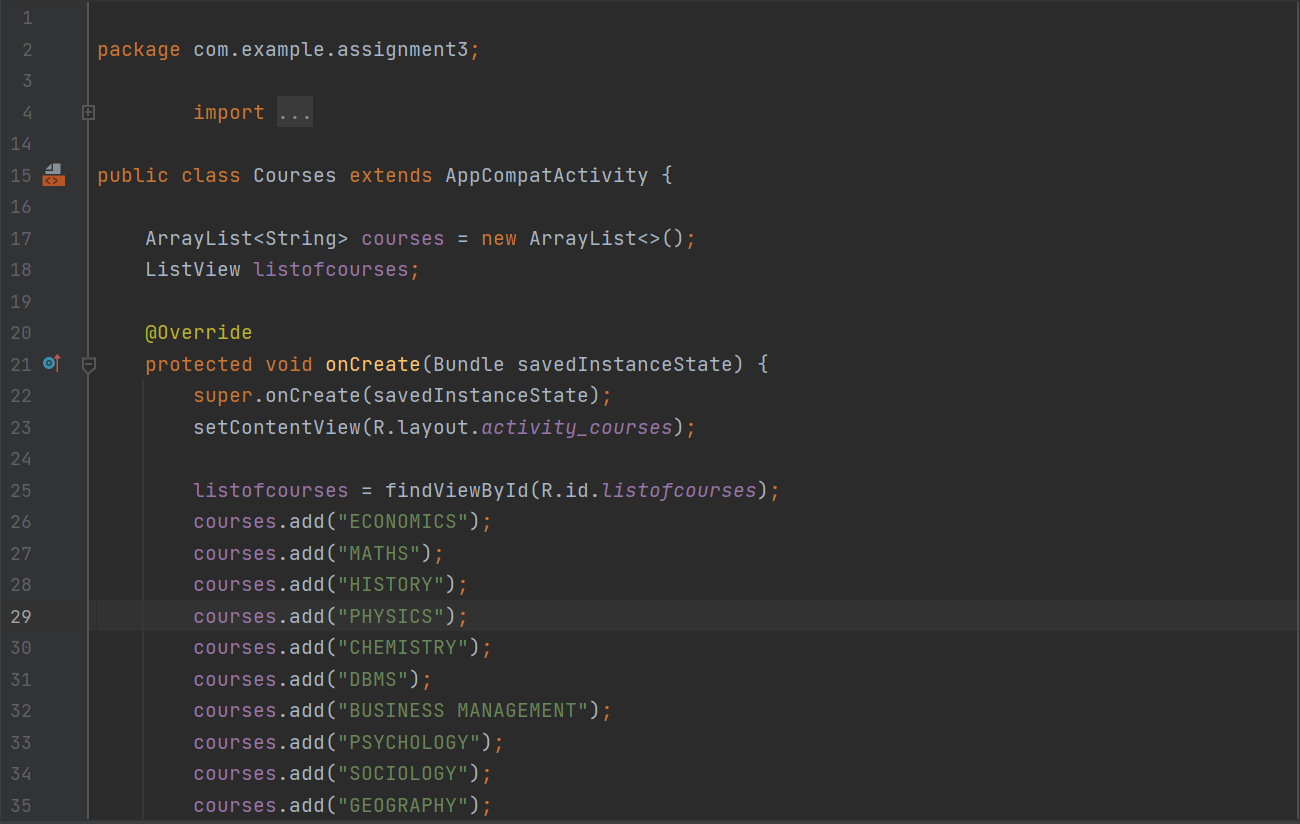 1
2 package com.example.assignment3;
3
4 import ...
14
15 public class Courses extends AppCompatActivity {
16
17 ArrayList<String> courses = new ArrayList<>();
18 ListView listofcourses;
19
20 @Override
21 protected void onCreate(Bundle savedInstanceState) {
22 super.onCreate(savedInstanceState);
23 setContentView(R.layout.activity_courses);
24
25 listofcourses = findViewById(R.id.listofcourses);
26 courses.add("ECONOMICS");
27 courses.add("MATHS");
28 courses.add("HISTORY");
29 courses.add("PHYSICS");
30 courses.add("CHEMISTRY");
31 courses.add("DBMS");
32 courses.add("BUSINESS MANAGEMENT");
33 courses.add("PSYCHOLOGY");
34 courses.add("SOCIOLOGY");
35 courses.add("GEOGRAPHY");